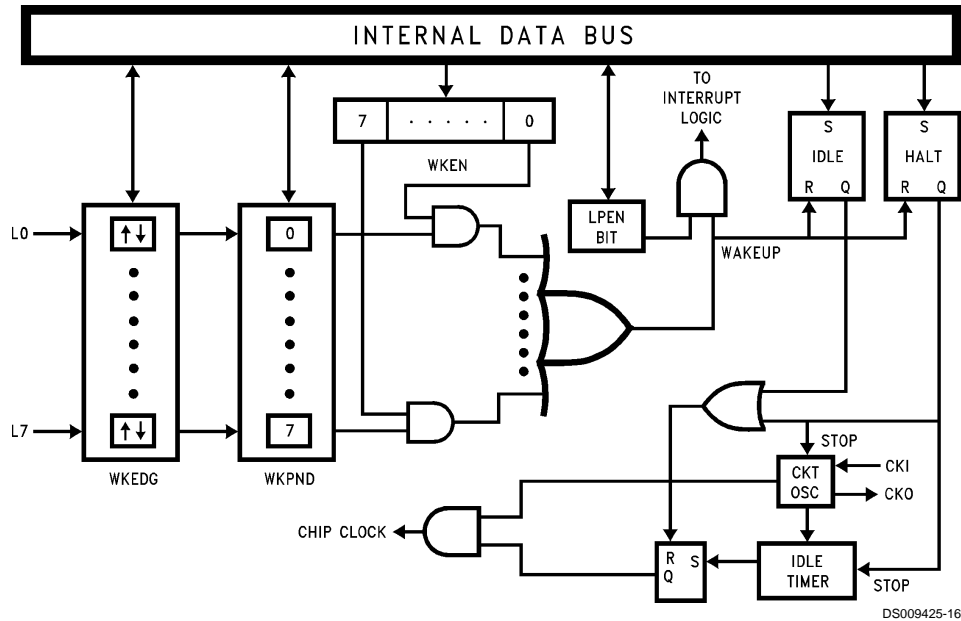 INTERNAL DATA BUS
TO
INTERRUPT
LOGIC
7 . . . . . 0
WKEN
S
IDLE
R Q
S
HALT
R Q
LPEN
BIT
WAKEUP
L0
↑↓
0
L7
↑↓
7
WKEDG
WKPND
STOP
CKT
OSC
CKI
CKO
CHIP CLOCK
R S
Q
IDLE
TIMER
STOP
DS009425-16